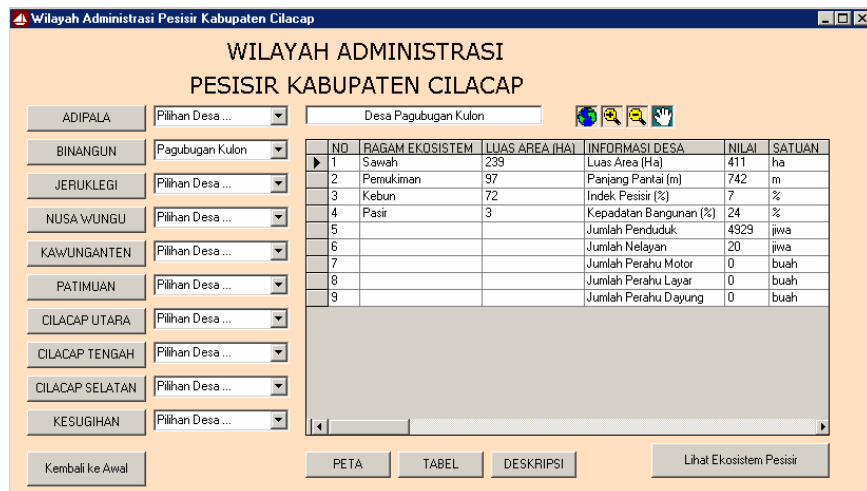 Wilayah Administrasi Pesisir Kabupaten Cilacap
WILAYAH ADMINISTRASI
PESISIR KABUPATEN CILACAP
ADIPALA Pilihan Desa ... Desa Pagubugan Kulon
BINANGUN Pagubugan Kulon
JERUKLEGI Pilihan Desa ...
NUSA WUNGU Pilihan Desa ...
KAWUNGANTEN Pilihan Desa ...
PATIMUAN Pilihan Desa ...
CILACAP UTARA Pilihan Desa ...
CILACAP TENGAH Pilihan Desa ...
CILACAP SELATAN Pilihan Desa ...
KESUGIHAN Pilihan Desa ...
NO RAGAM EKOSISTEM LUAS AREA (HA) INFORMASI DESA NILAI SATUAN
1 Sawah 239 Luas Area (Ha) 411 ha
2 Pemukiman 97 Panjang Pantai (m) 742 m
3 Kebun 72 Indek Pesisir (%) 7 %
4 Pasir 3 Kepadatan Bangunan (%) 24 %
5 Jumlah Penduduk 4929 jiwa
6 Jumlah Nelayan 20 jiwa
7 Jumlah Perahu Motor 0 buah
8 Jumlah Perahu Layar 0 buah
9 Jumlah Perahu Dayung 0 buah
Kembali ke Awal PETA TABEL DESKRIPSI Lihat Ekosistem Pesisir